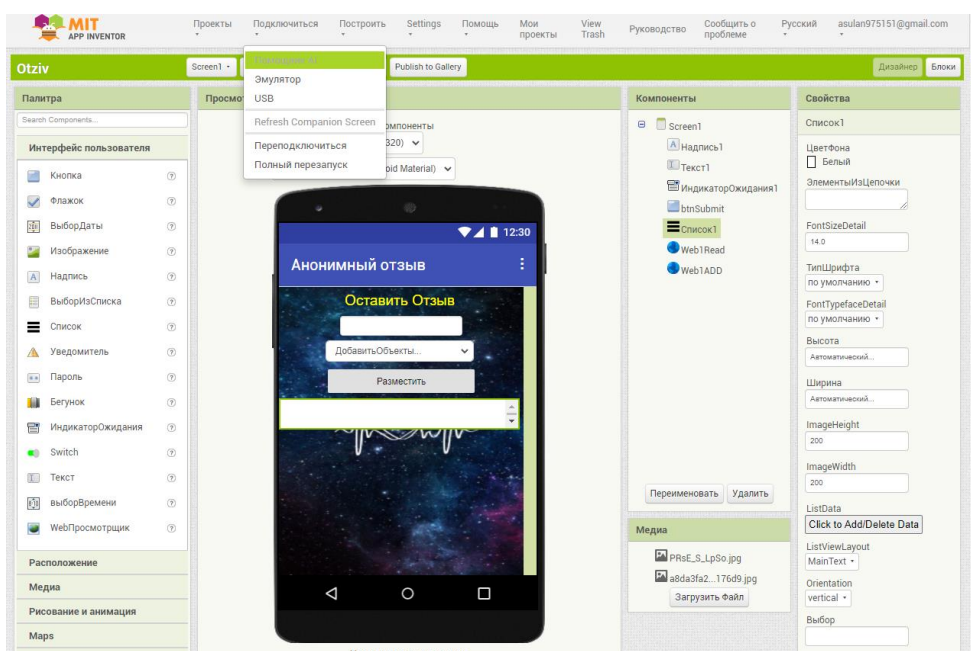 MIT
APP INVENTOR
Проекты
Подключиться
Построить
Settings
Помощь
Мои проекты
View Trash
Руководство
Сообщить о проблеме
Русский
asulan975151@gmail.com
Otziv
Screen1
Эмулятор
USB
Refresh Companion Screen
Переподключиться
Полный перезапуск
Publish to Gallery
Дизайнер
Блоки
Палитра
Search Components...
Интерфейс пользователя
Кнопка
Флажок
ВыборДаты
Изображение
Надпись
ВыборИзСписка
Список
Уведомитель
Пароль
Бегунок
ИндикаторОжидания
Switch
Текст
выборВремени
WebПросмотрщик
Расположение
Медиа
Рисование и анимация
Maps
12:30
Анонимный отзыв
Оставить Отзыв
ДобавитьОбъекты...
Разместить
Компоненты
Screen1
Надпись1
Текст1
ИндикаторОжидания1
btnSubmit
Список1
Web1Read
Web1ADD
Переименовать
Удалить
Медиа
PRsE_S_LpSo.jpg
a8da3fa2...176d9.jpg
Загрузить Файл
Свойства
Список1
ЦветФона
Белый
ЭлементыИзЦепочки
FontSizeDetail
14.0
ТипШрифта
по умолчанию
FontTypefaceDetail
по умолчанию
Высота
Автоматический...
Ширина
Автоматический...
ImageHeight
200
ImageWidth
200
ListData
Click to Add/Delete Data
ListViewLayout
MainText
Orientation
vertical
Выбор